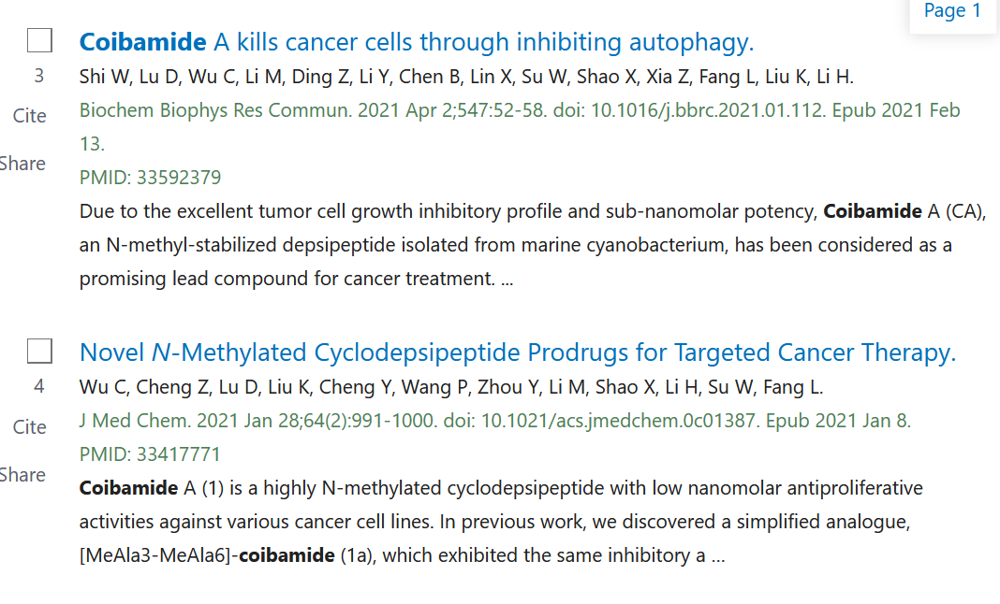 Page 1
Coibamide A kills cancer cells through inhibiting autophagy.
3
Shi W, Lu D, Wu C, Li M, Ding Z, Li Y, Chen B, Lin X, Su W, Shao X, Xia Z, Fang L, Liu K, Li H.
Cite
Biochem Biophys Res Commun. 2021 Apr 2;547:52-58. doi: 10.1016/j.bbrc.2021.01.112. Epub 2021 Feb
13.
Share
PMID: 33592379
Due to the excellent tumor cell growth inhibitory profile and sub-nanomolar potency, Coibamide A (CA),
an N-methyl-stabilized depsipeptide isolated from marine cyanobacterium, has been considered as a
promising lead compound for cancer treatment. ...
Novel N-Methylated Cyclodepsipeptide Prodrugs for Targeted Cancer Therapy.
4
Wu C, Cheng Z, Lu D, Liu K, Cheng Y, Wang P, Zhou Y, Li M, Shao X, Li H, Su W, Fang L.
Cite
J Med Chem. 2021 Jan 28;64(2):991-1000. doi: 10.1021/acs.jmedchem.0c01387. Epub 2021 Jan 8.
PMID: 33417771
Share
Coibamide A (1) is a highly N-methylated cyclodepsipeptide with low nanomolar antiproliferative
activities against various cancer cell lines. In previous work, we discovered a simplified analogue,
[MeAla3-MeAla6]-coibamide (1a), which exhibited the same inhibitory a ...